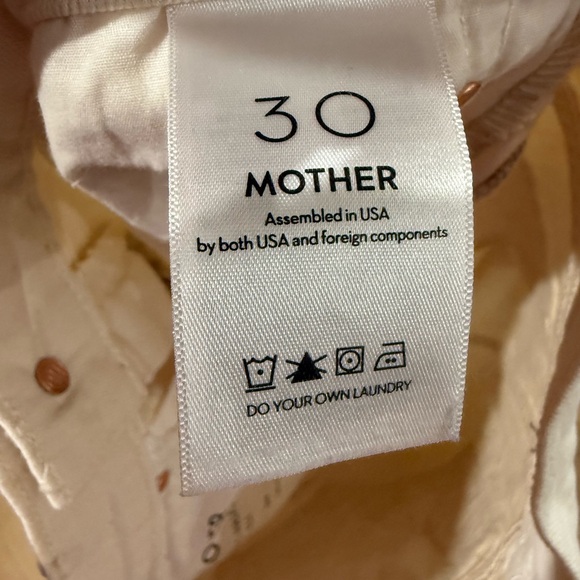 30
MOTHER
Assembled in USA
by both USA and foreign components
DO YOUR OWN LAUNDRY